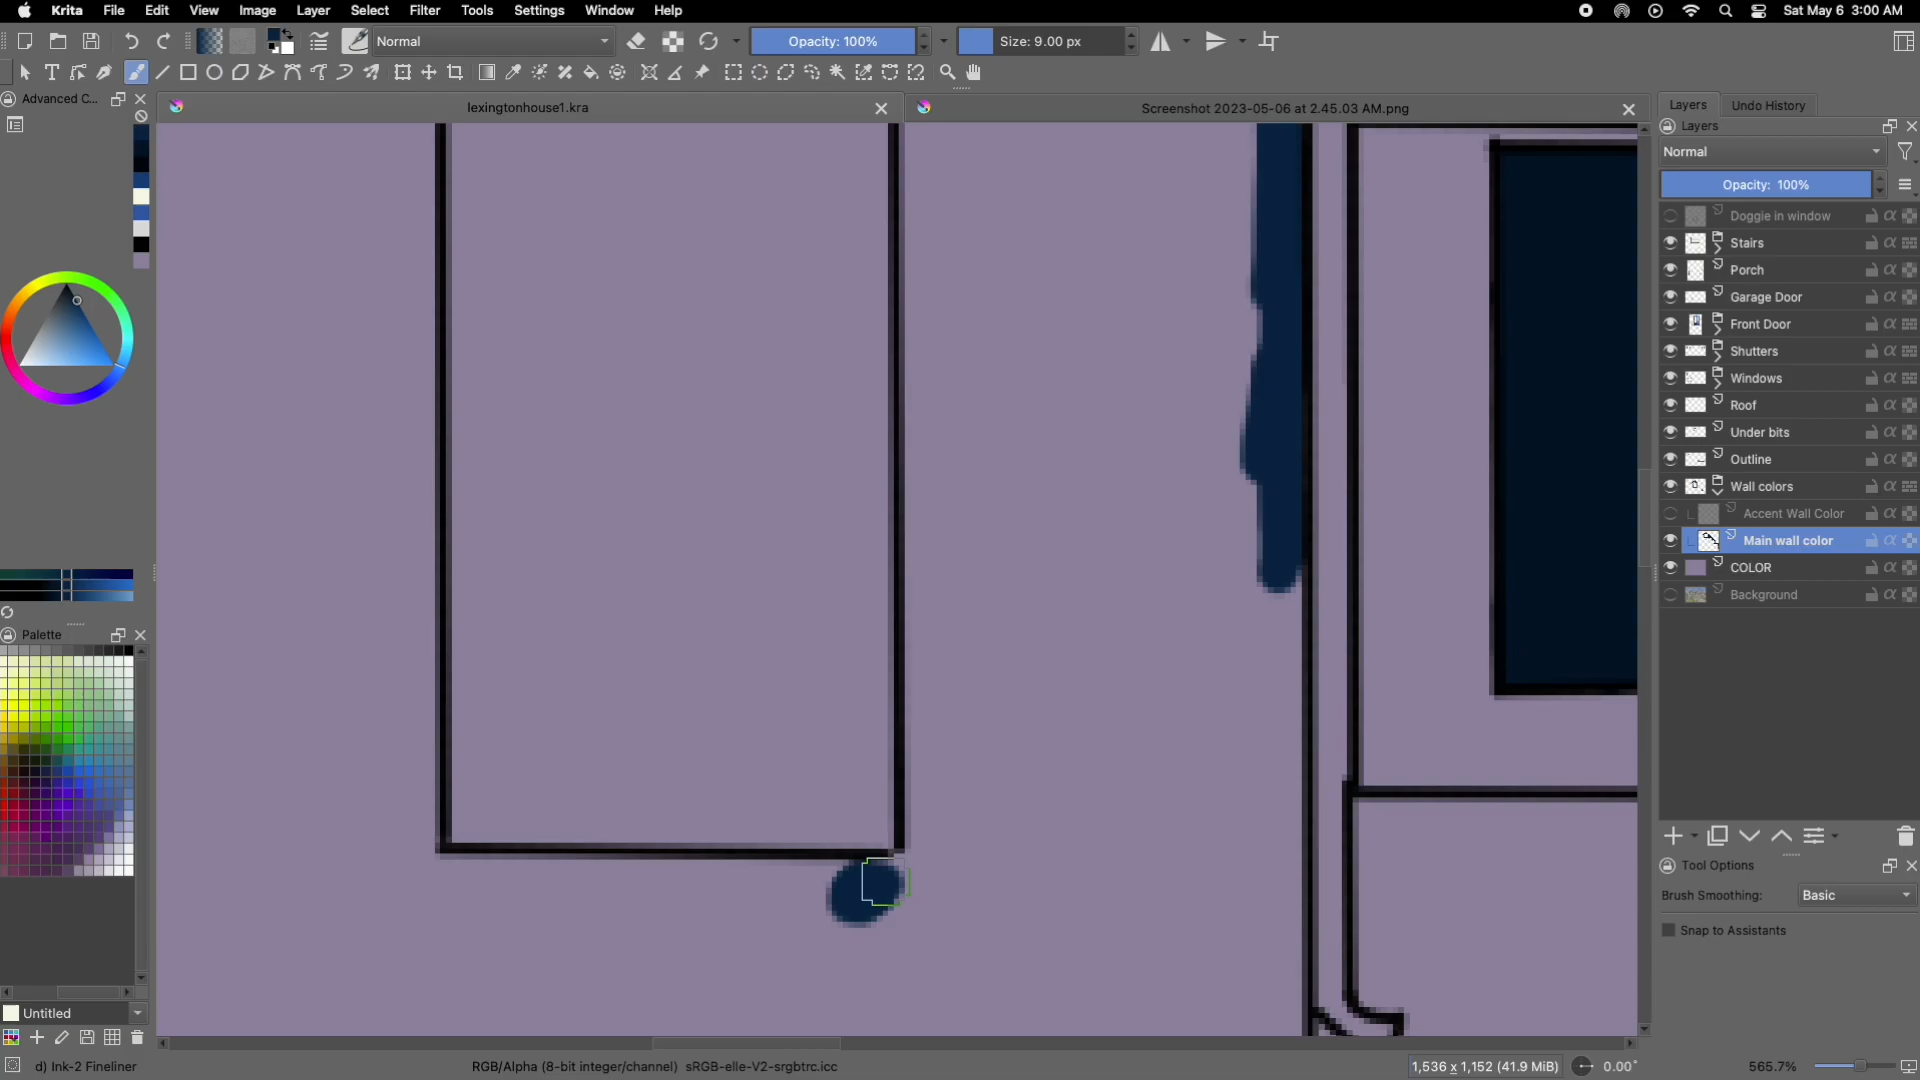 Krita File Edit View Image Layer Select Filter Tools Settings Window Help Sat May 6 3:00 AM
Normal Opacity: 100% Size: 9.00 px
Advanced C...
lexingtonhouse1.kra
Screenshot 2023-05-06 at 2.45.03 AM.png
Layers Undo History
Layers
Normal
Opacity: 100%
Doggie in window
Stairs
Porch
Garage Door
Front Door
Shutters
Windows
Roof
Under bits
Outline
Wall colors
Accent Wall Color
Main wall color
COLOR
Background
Palette
Tool Options
Brush Smoothing: Basic
Snap to Assistants
Untitled
d) Ink-2 Fineliner
RGB/Alpha (8-bit integer/channel) sRGB-elle-V2-srgbtrc.icc
1,536 x 1,152 (41.9 MiB)
0.00°
565.7%